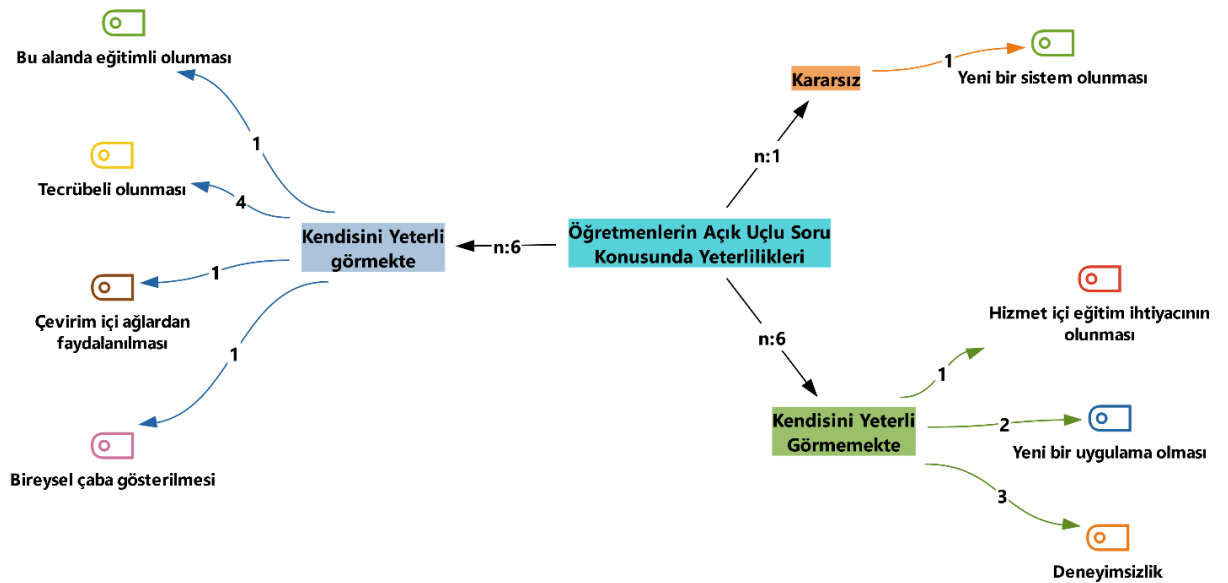 Bu alanda eğitimli olunması
1
Tecrübeli olunması
4
Kendisini Yeterli
görmekte
1
Çevirim içi ağlardan
faydalanılması
1
Bireysel çaba gösterilmesi
n:6
Öğretmenlerin Açık Uçlu Soru
Konusunda Yeterlilikleri
n:1
Kararsız
1
Yeni bir sistem olunması
n:6
Kendisini Yeterli
Görmemekte
1
Hizmet içi eğitim ihtiyacının
olunması
2
Yeni bir uygulama olması
3
Deneyimsizlik